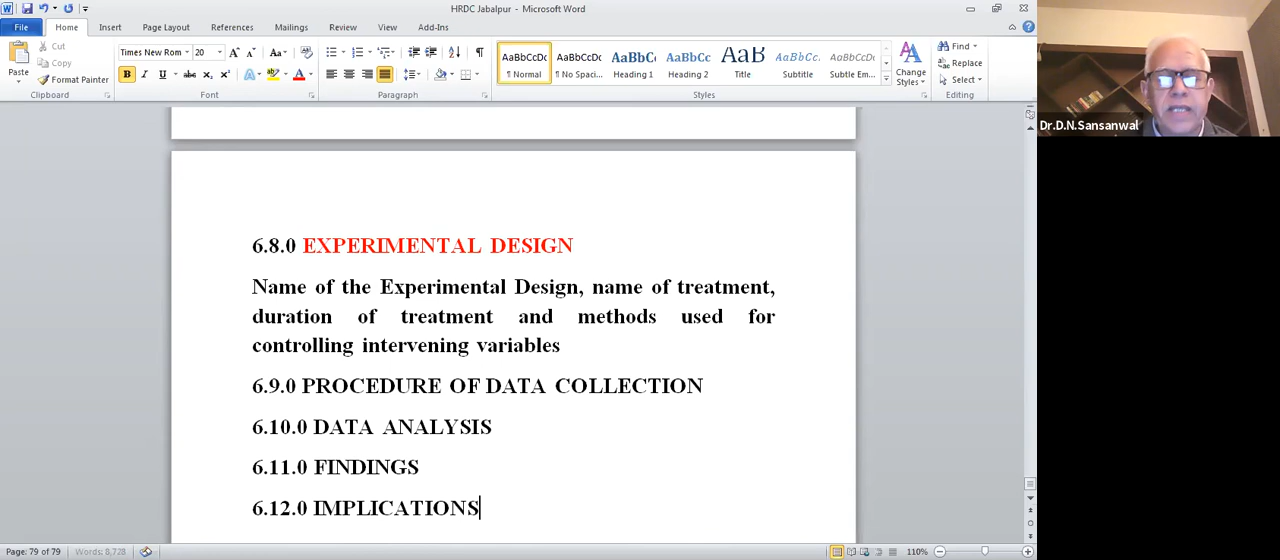 HRDC Jabalpur - Microsoft Word
File Home Insert Page Layout References Mailings Review View Add-Ins
Cut
Copy
Format Painter
Paste
Clipboard
Times New Rom 20
Font
Paragraph
AaBbCcDc AaBbCcDc AaBbC AaBbCc AaB AaBbCc. AaBbCcDc
¶ Normal ¶ No Spaci... Heading 1 Heading 2 Title Subtitle Subtle Em...
Styles
Change Styles
Find
Replace
Select
Editing
Dr.D.N.Sansanwal
6.8.0 EXPERIMENTAL DESIGN
Name of the Experimental Design, name of treatment,
duration of treatment and methods used for
controlling intervening variables
6.9.0 PROCEDURE OF DATA COLLECTION
6.10.0 DATA ANALYSIS
6.11.0 FINDINGS
6.12.0 IMPLICATIONS
Page: 79 of 79 Words: 8,728 110%